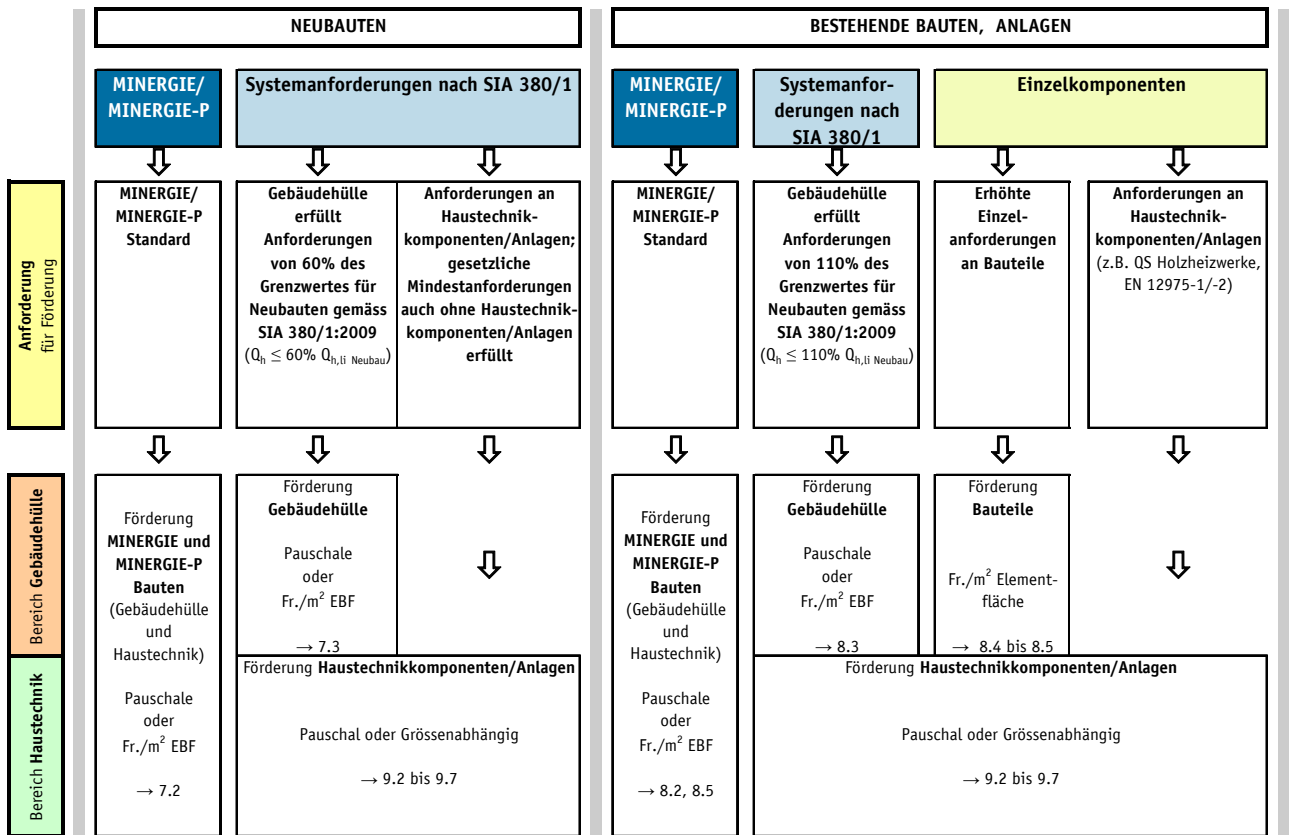 NEUBAUTEN
BESTEHENDE BAUTEN, ANLAGEN
MINERGIE/
MINERGIE-P
Systemanforderungen nach SIA 380/1
MINERGIE/
MINERGIE-P
Systemanfor-
derungen nach
SIA 380/1
Einzelkomponenten
Anforderung
für Förderung
MINERGIE/
MINERGIE-P
Standard
Gebäudehülle
erfüllt
Anforderungen
von 60% des
Grenzwertes für
Neubauten gemäss
SIA 380/1:2009
(Qh ≤ 60% Qh,li Neubau)
Anforderungen an
Haustechnik-
komponenten/Anlagen;
gesetzliche
Mindestanforderungen
auch ohne Haustechnik-
komponenten/Anlagen
erfüllt
MINERGIE/
MINERGIE-P
Standard
Gebäudehülle
erfüllt
Anforderungen
von 110% des
Grenzwertes für
Neubauten gemäss
SIA 380/1:2009
(Qh ≤ 110% Qh,li Neubau)
Erhöhte
Einzel-
anforderungen
an Bauteile
Anforderungen an
Haustechnik-
komponenten/Anlagen
(z.B. QS Holzheizwerke,
EN 12975-1/-2)
Bereich Gebäudehülle
Förderung
MINERGIE und
MINERGIE-P
Bauten
(Gebäudehülle
und
Haustechnik)
Pauschale
oder
Fr./m² EBF
→ 7.2
Förderung
Gebäudehülle
Pauschale
oder
Fr./m² EBF
→ 7.3
Förderung
MINERGIE und
MINERGIE-P
Bauten
(Gebäudehülle
und
Haustechnik)
Pauschale
oder
Fr./m² EBF
→ 8.2, 8.5
Förderung
Gebäudehülle
Pauschale
oder
Fr./m² EBF
→ 8.3
Förderung
Bauteile
Fr./m² Element-
fläche
→ 8.4 bis 8.5
Bereich Haustechnik
Förderung Haustechnikkomponenten/Anlagen
Pauschal oder Grössenabhängig
→ 9.2 bis 9.7
Förderung Haustechnikkomponenten/Anlagen
Pauschal oder Grössenabhängig
→ 9.2 bis 9.7